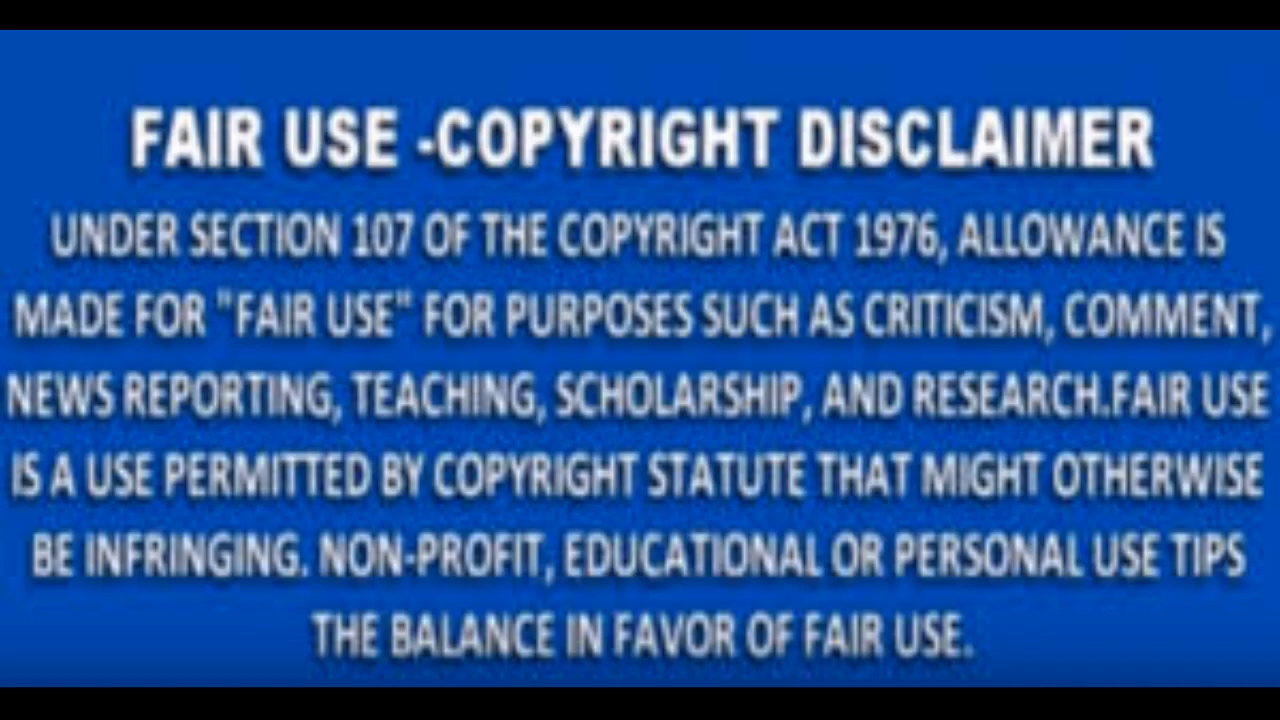 FAIR USE -COPYRIGHT DISCLAIMER
UNDER SECTION 107 OF THE COPYRIGHT ACT 1976, ALLOWANCE IS
MADE FOR "FAIR USE" FOR PURPOSES SUCH AS CRITICISM, COMMENT,
NEWS REPORTING, TEACHING, SCHOLARSHIP, AND RESEARCH.FAIR USE
IS A USE PERMITTED BY COPYRIGHT STATUTE THAT MIGHT OTHERWISE
BE INFRINGING. NON-PROFIT, EDUCATIONAL OR PERSONAL USE TIPS
THE BALANCE IN FAVOR OF FAIR USE.